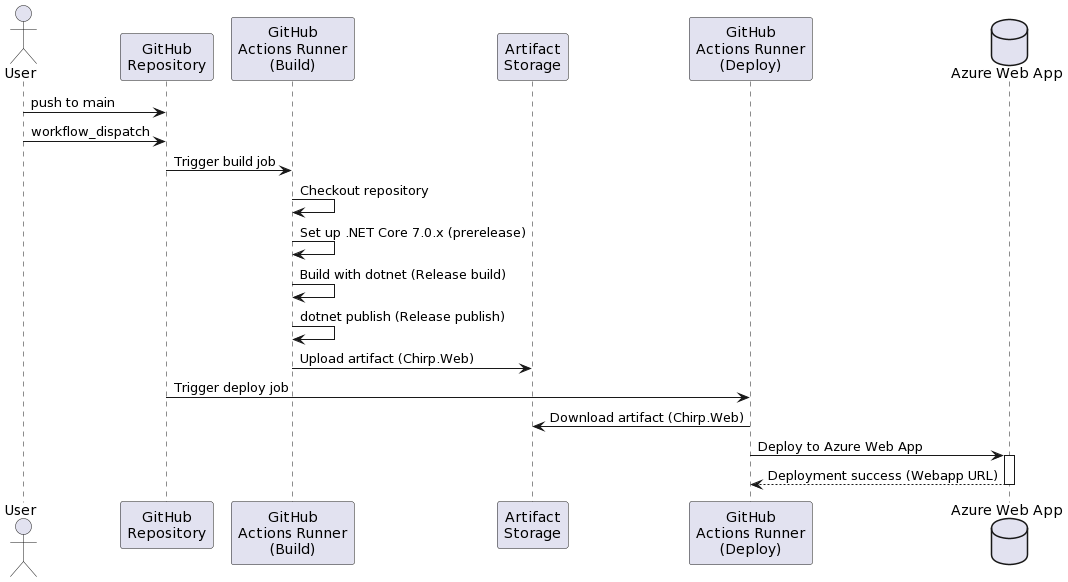 User
GitHub
Repository
GitHub
Actions Runner
(Build)
Artifact
Storage
GitHub
Actions Runner
(Deploy)
Azure Web App
push to main
workflow_dispatch
Trigger build job
Checkout repository
Set up .NET Core 7.0.x (prerelease)
Build with dotnet (Release build)
dotnet publish (Release publish)
Upload artifact (Chirp.Web)
Trigger deploy job
Download artifact (Chirp.Web)
Deploy to Azure Web App
Deployment success (Webapp URL)
User
GitHub
Repository
GitHub
Actions Runner
(Build)
Artifact
Storage
GitHub
Actions Runner
(Deploy)
Azure Web App